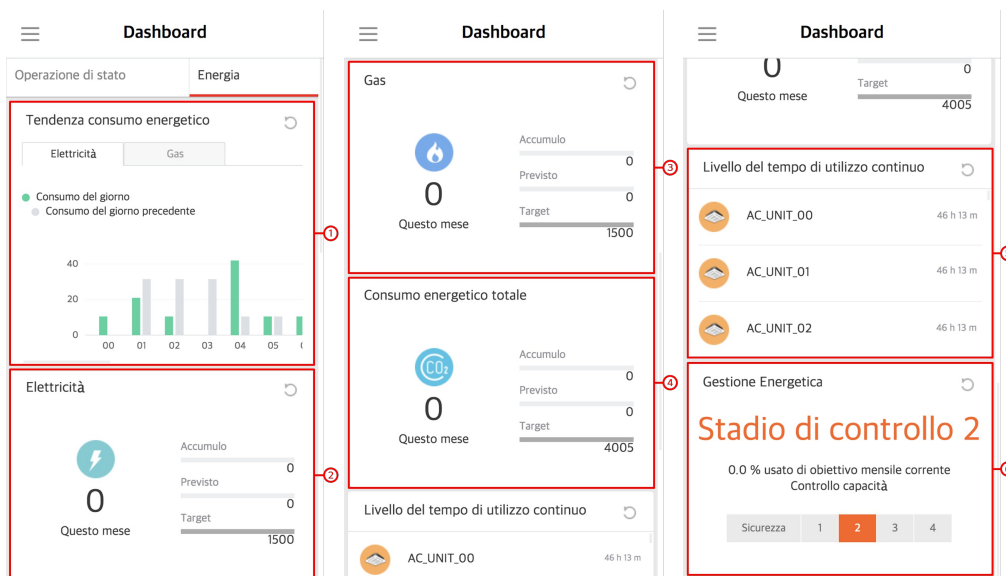 Dashboard
Operazione di stato
Energia
Tendenza consumo energetico
Elettricità
Gas
Consumo del giorno
Consumo del giorno precedente
40
20
0
00 01 02 03 04 05
1
Elettricità
0
Questo mese
Accumulo
0
Previsto
0
Target
1500
2
Dashboard
Gas
0
Questo mese
Accumulo
0
Previsto
0
Target
1500
3
Consumo energetico totale
CO₂
0
Questo mese
Accumulo
0
Previsto
0
Target
4005
4
Livello del tempo di utilizzo continuo
AC_UNIT_00 46 h 13 m
Dashboard
0
Questo mese
0
Target
4005
Livello del tempo di utilizzo continuo
AC_UNIT_00 46 h 13 m
AC_UNIT_01 46 h 13 m
AC_UNIT_02 46 h 13 m
Gestione Energetica
Stadio di controllo 2
0.0 % usato di obiettivo mensile corrente
Controllo capacità
Sicurezza 1 2 3 4